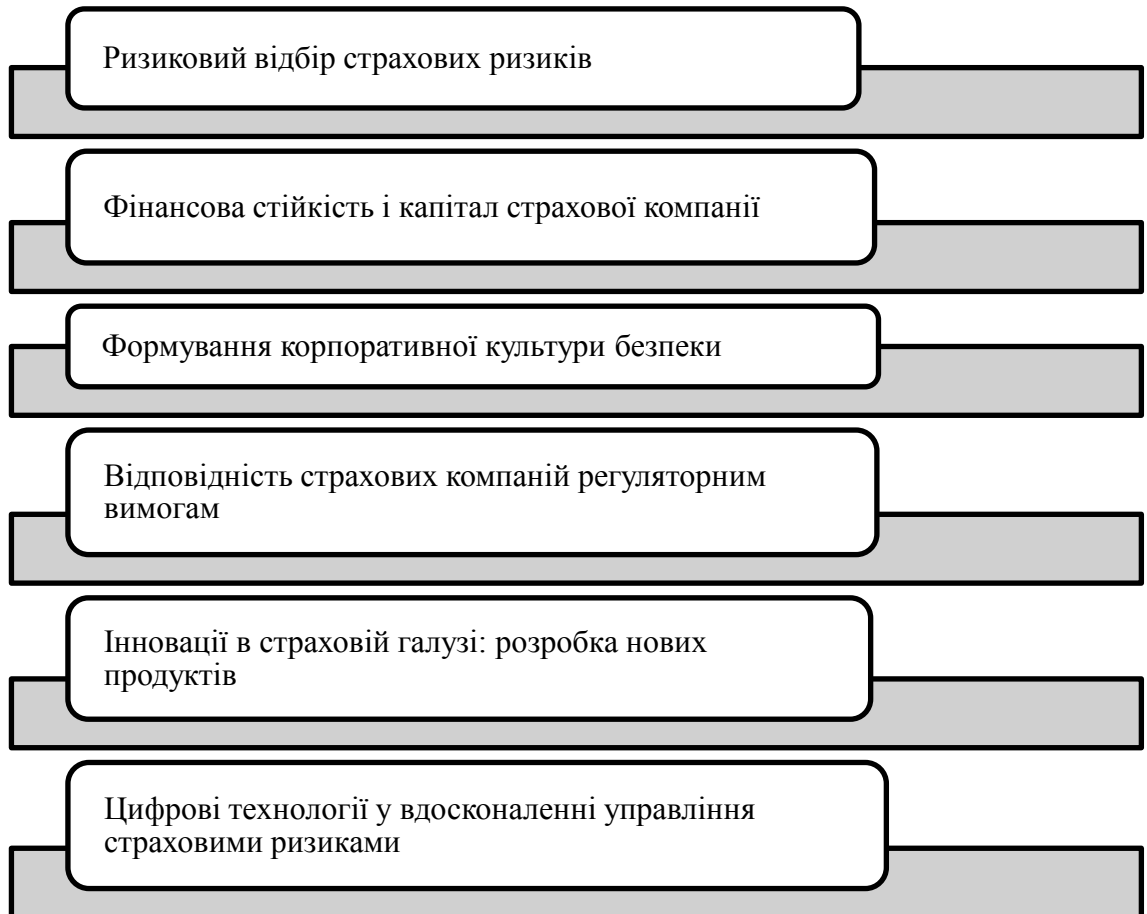 Ризиковий відбір страхових ризиків
Фінансова стійкість і капітал страхової компанії
Формування корпоративної культури безпеки
Відповідність страхових компаній регуляторним
вимогам
Інновації в страховій галузі: розробка нових
продуктів
Цифрові технології у вдосконаленні управління
страховими ризиками